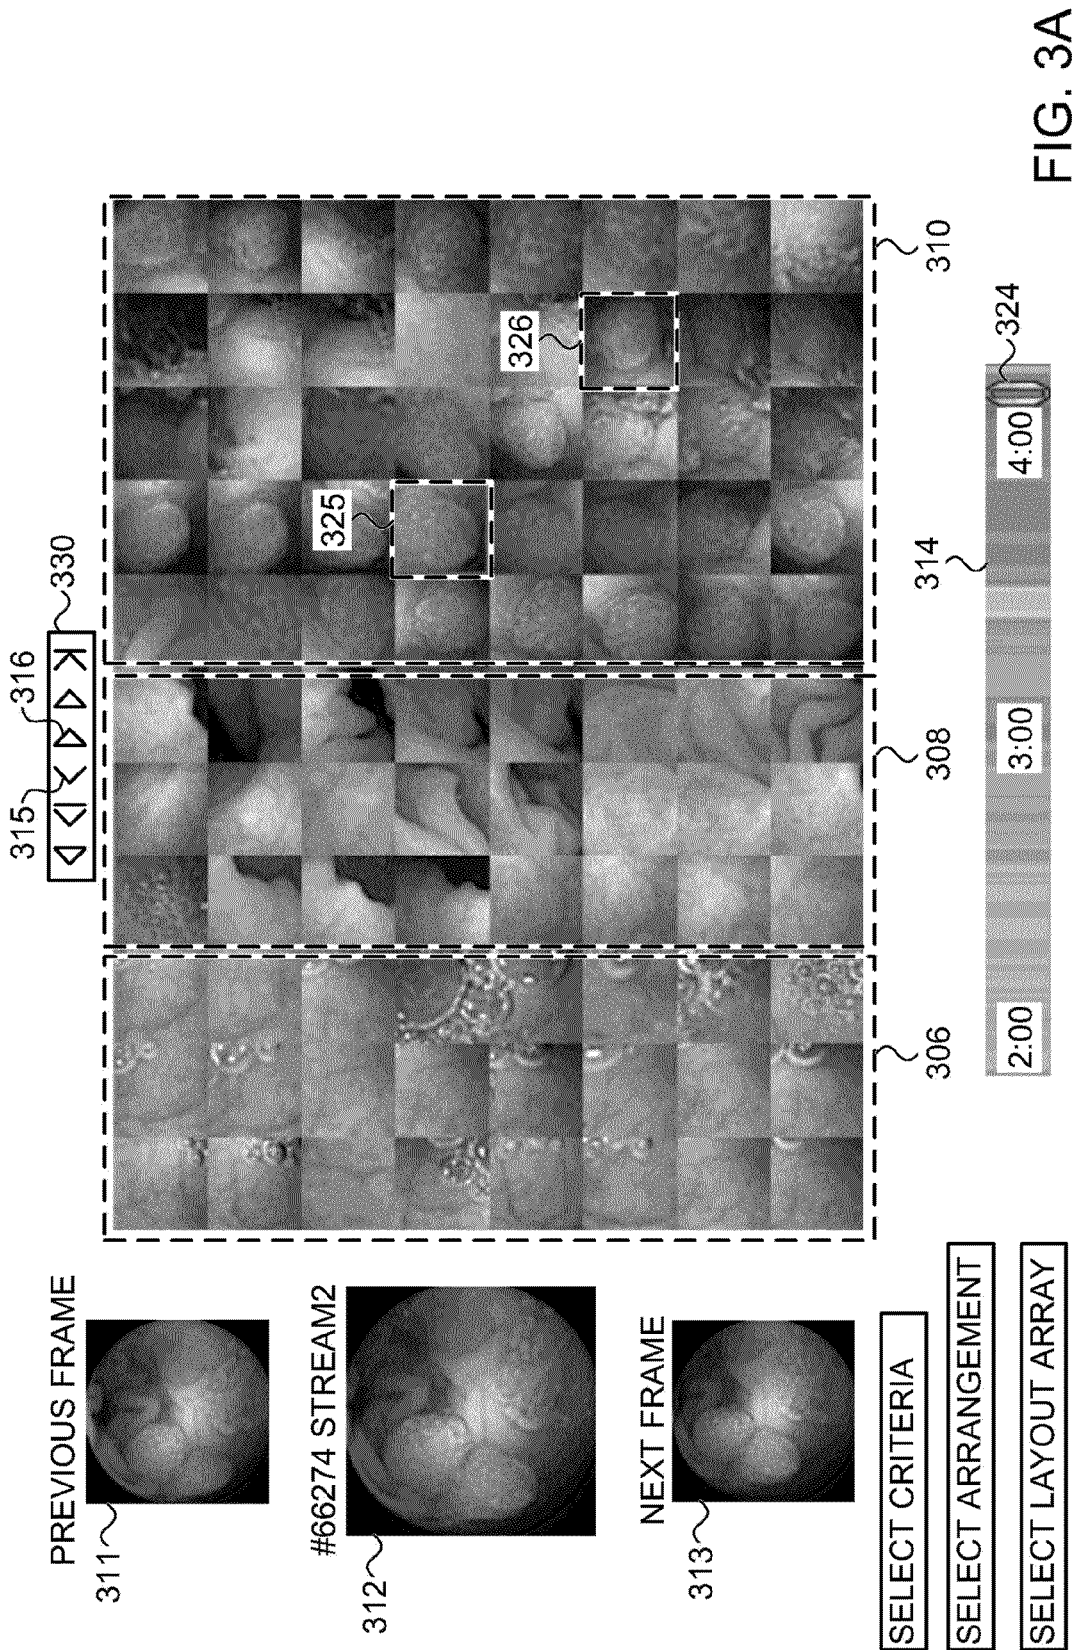 PREVIOUS FRAME
311
#66274 STREAM2
312
NEXT FRAME
313
SELECT CRITERIA
SELECT ARRANGEMENT
SELECT LAYOUT ARRAY
315
316
330
325
326
306
308
310
314
2:00
3:00
4:00
324
FIG. 3A